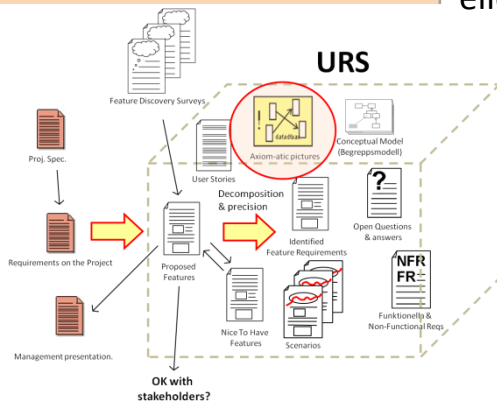 URS
Feature Discovery Surveys
Proj. Spec.
User Stories
datadbax
Axiom-atic pictures
Conceptual Model
(Begreppsmodell)
Decomposition
& precision
?
Open Questions
& answers
Requirements on the Project
Proposed
Features
Identified
Feature Requirements
NFR
FR
Nice To Have
Features
Scenarios
Funktionella &
Non-Functional Reqs
Management presentation.
OK with
stakeholders?